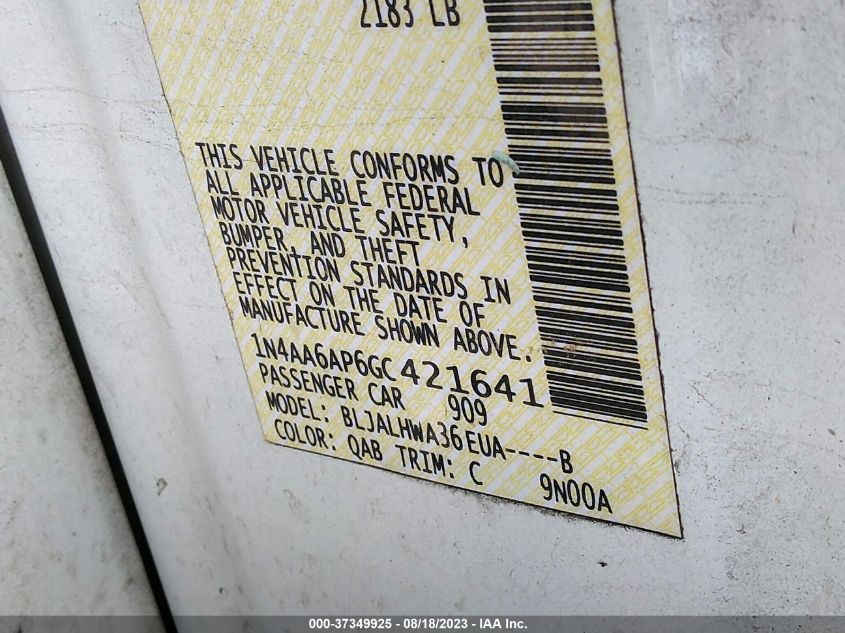 2183 LB
THIS VEHICLE CONFORMS TO
ALL APPLICABLE FEDERAL
MOTOR VEHICLE SAFETY,
BUMPER, AND THEFT
PREVENTION STANDARDS IN
EFFECT ON THE DATE OF
MANUFACTURE SHOWN ABOVE.
1N4AA6AP6GC421641
PASSENGER CAR 909
MODEL: BLJALHWA36EUA----B
COLOR: QAB TRIM: C 9N00A
000-37349925 - 08/18/2023 - IAA Inc.